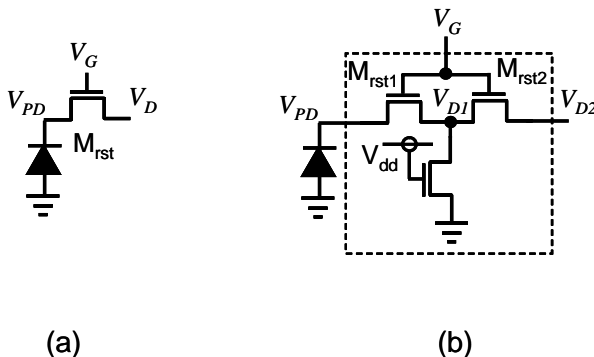 V_G
V_PD
V_D
M_rst
(a)
V_G
M_rst1
M_rst2
V_PD
V_D1
V_D2
V_dd
(b)